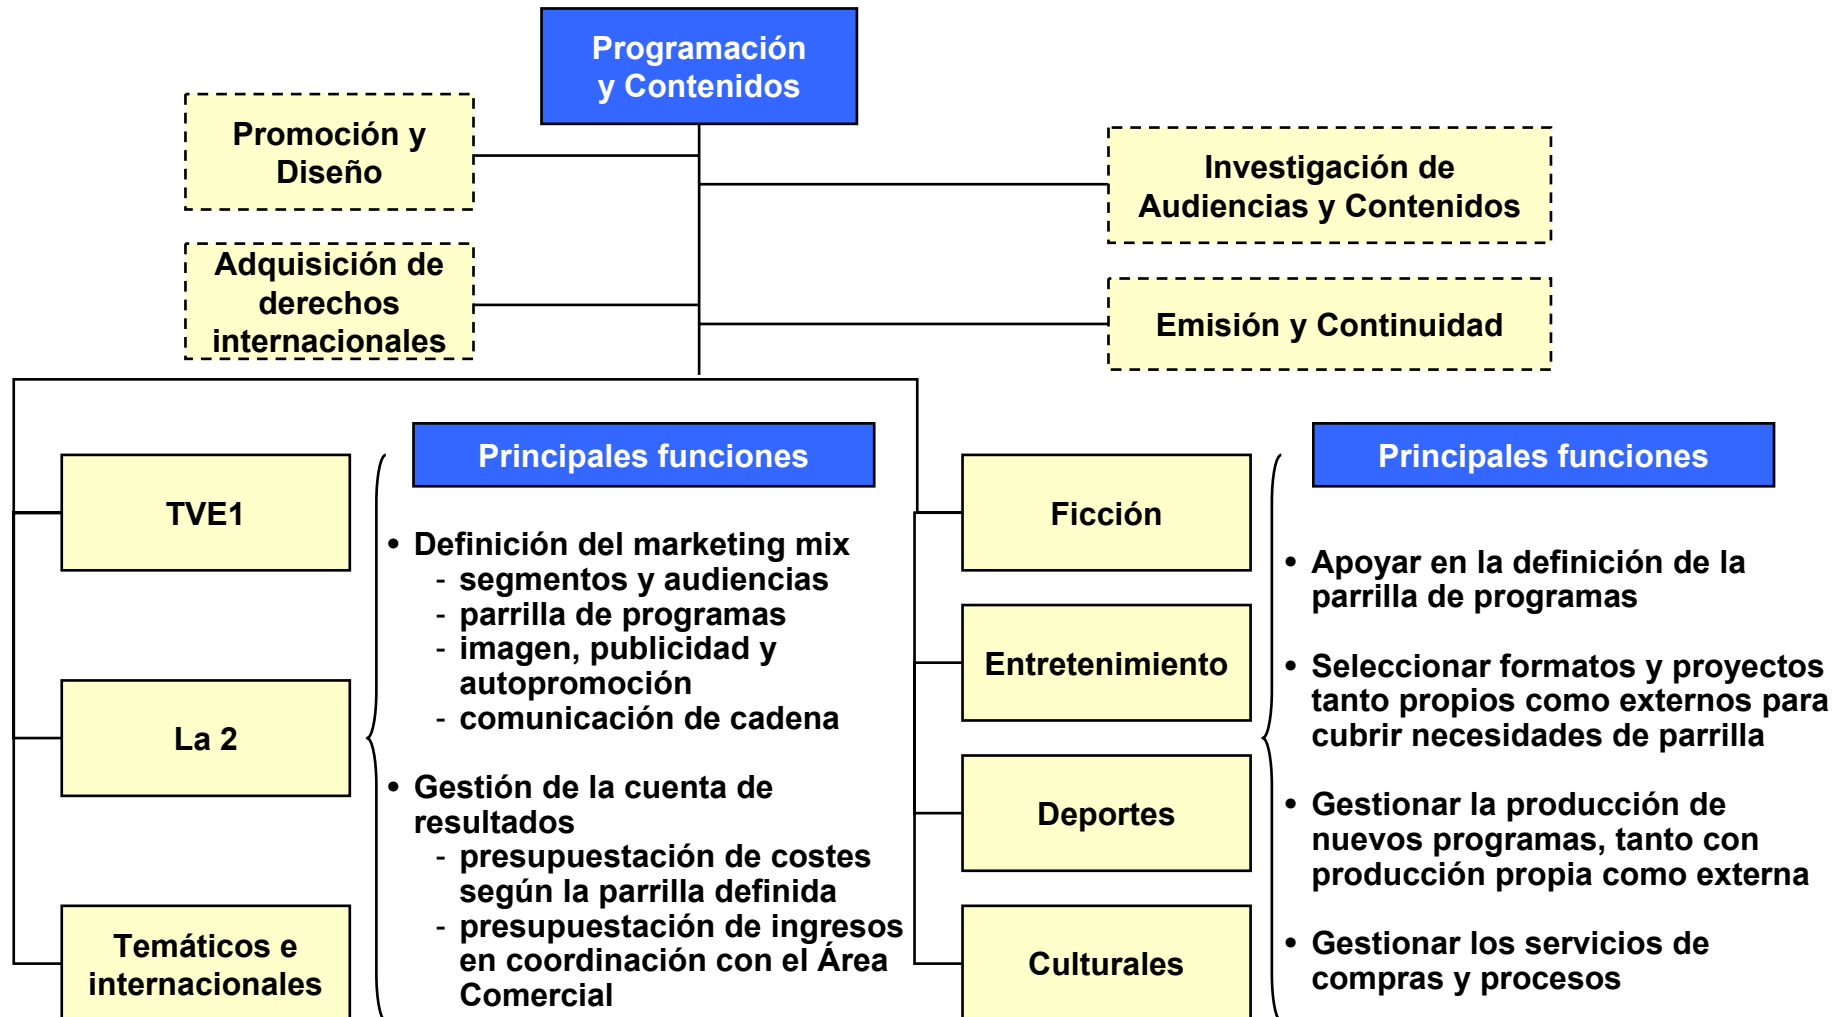 Programación
y Contenidos
Promoción y
Diseño
Investigación de
Audiencias y Contenidos
Adquisición de
derechos
internacionales
Emisión y Continuidad
TVE1
La 2
Temáticos e
internacionales
Principales funciones
• Definición del marketing mix
- segmentos y audiencias
- parrilla de programas
- imagen, publicidad y
autopromoción
- comunicación de cadena
• Gestión de la cuenta de
resultados
- presupuestación de costes
según la parrilla definida
- presupuestación de ingresos
en coordinación con el Área
Comercial
Ficción
Entretenimiento
Deportes
Culturales
Principales funciones
• Apoyar en la definición de la
parrilla de programas
• Seleccionar formatos y proyectos
tanto propios como externos para
cubrir necesidades de parrilla
• Gestionar la producción de
nuevos programas, tanto con
producción propia como externa
• Gestionar los servicios de
compras y procesos